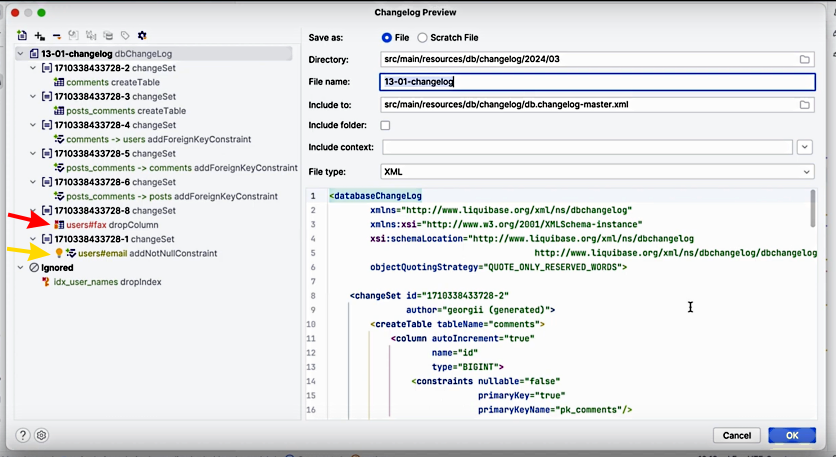 Changelog Preview
13-01-changelog dbChangeLog
1710338433728-2 changeSet
comments createTable
1710338433728-3 changeSet
posts_comments createTable
1710338433728-4 changeSet
comments -> users addForeignKeyConstraint
1710338433728-5 changeSet
posts_comments -> comments addForeignKeyConstraint
1710338433728-6 changeSet
posts_comments -> posts addForeignKeyConstraint
1710338433728-8 changeSet
users#fax dropColumn
1710338433728-1 changeSet
users#email addNotNullConstraint
Ignored
idx_user_names dropIndex
Save as: File Scratch File
Directory: src/main/resources/db/changelog/2024/03
File name: 13-01-changelog
Include to: src/main/resources/db/changelog/db.changelog-master.xml
Include folder:
Include context:
File type: XML
1 <databaseChangeLog
2 xmlns="http://www.liquibase.org/xml/ns/dbchangelog"
3 xmlns:xsi="http://www.w3.org/2001/XMLSchema-instance"
4 xsi:schemaLocation="http://www.liquibase.org/xml/ns/dbchangelog
5 http://www.liquibase.org/xml/ns/dbchangelog/dbchangelog
6 objectQuotingStrategy="QUOTE_ONLY_RESERVED_WORDS">
7
8 <changeSet id="1710338433728-2"
9 author="georgii (generated)">
10 <createTable tableName="comments">
11 <column autoIncrement="true"
12 name="id"
13 type="BIGINT">
14 <constraints nullable="false"
15 primaryKey="true"
16 primaryKeyName="pk_comments"/>
?
Cancel
OK